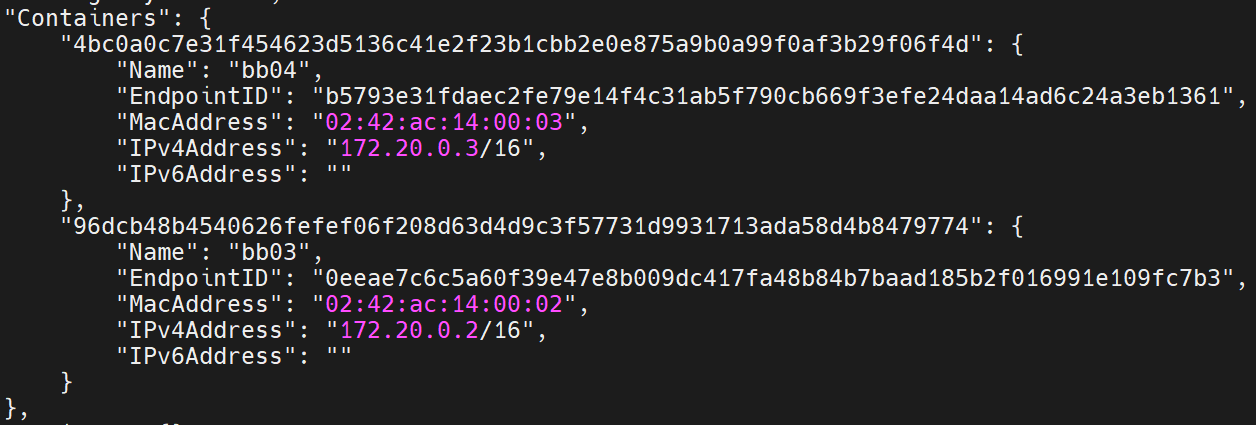 "Containers": {
    "4bc0a0c7e31f454623d5136c41e2f23b1cbb2e0e875a9b0a99f0af3b29f06f4d": {
        "Name": "bb04",
        "EndpointID": "b5793e31fdaec2fe79e14f4c31ab5f790cb669f3efe24daa14ad6c24a3eb1361",
        "MacAddress": "02:42:ac:14:00:03",
        "IPv4Address": "172.20.0.3/16",
        "IPv6Address": ""
    },
    "96dcb48b4540626fefef06f208d63d4d9c3f57731d9931713ada58d4b8479774": {
        "Name": "bb03",
        "EndpointID": "0eeae7c6c5a60f39e47e8b009dc417fa48b84b7baad185b2f016991e109fc7b3",
        "MacAddress": "02:42:ac:14:00:02",
        "IPv4Address": "172.20.0.2/16",
        "IPv6Address": ""
    }
},